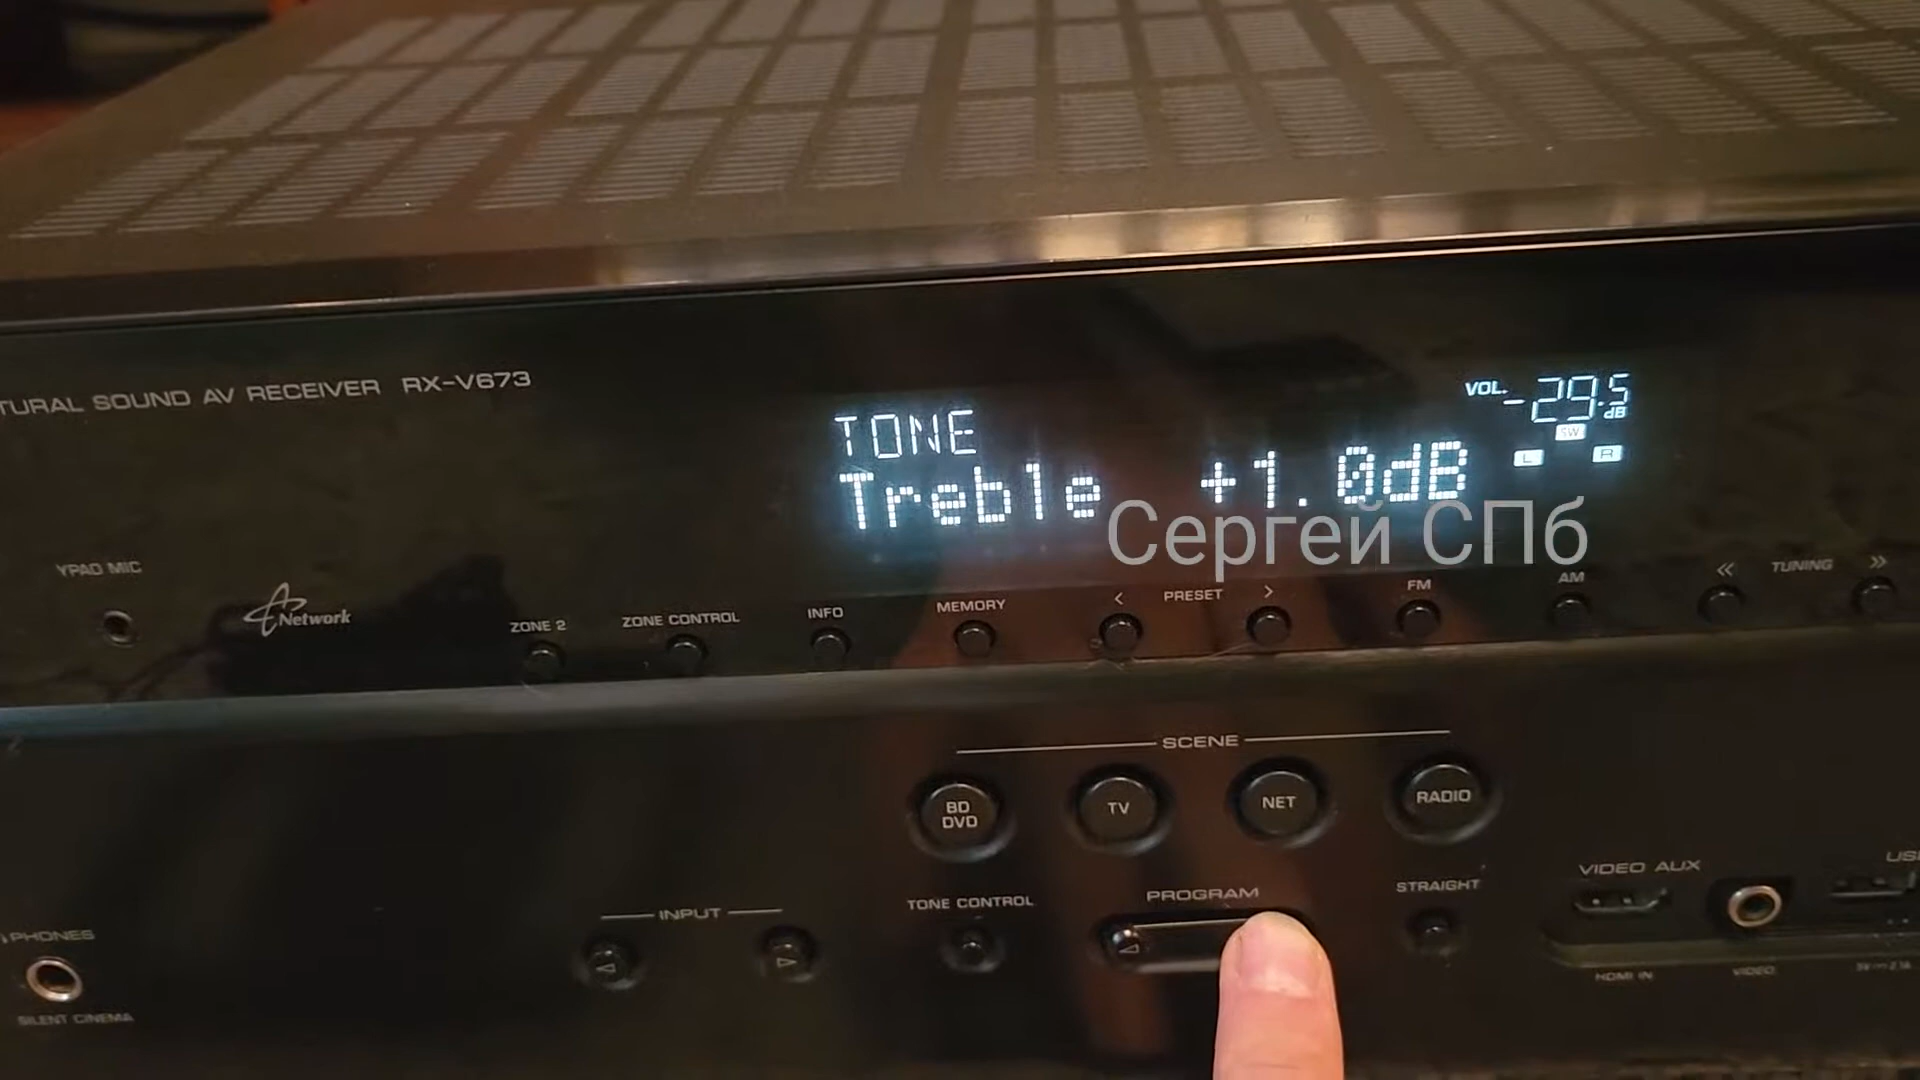 TURAL SOUND AV RECEIVER RX-V673
VOL. -29.5 dB
SW
L R
TONE
Treble +1.0dB
Сергей СПб
YPAO MIC
Network
ZONE 2 ZONE CONTROL INFO MEMORY < PRESET > FM AM << TUNING >>
SCENE
BD
DVD
TV NET RADIO
VIDEO AUX
INPUT TONE CONTROL PROGRAM STRAIGHT
PHONES
SILENT CINEMA
HDMI IN VIDEO